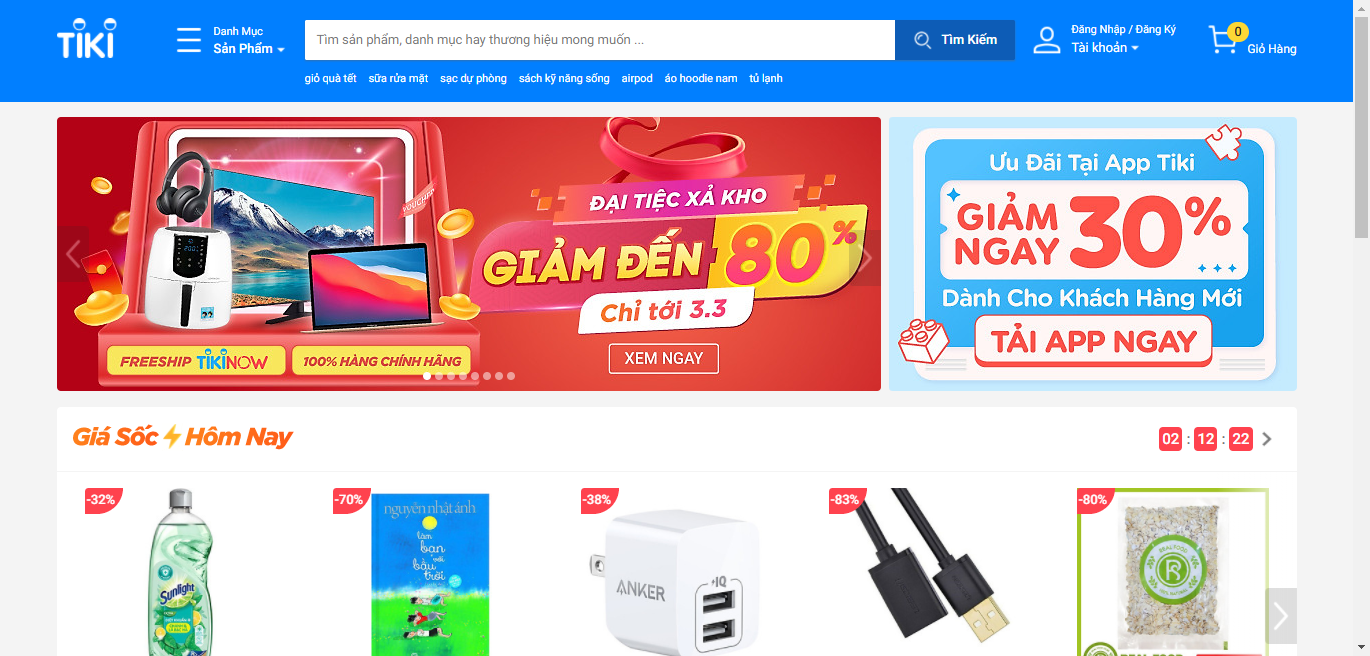 TIKI
Danh Mục
Sản Phẩm
Tìm sản phẩm, danh mục hay thương hiệu mong muốn ...
Tìm Kiếm
Đăng Nhập / Đăng Ký
Tài khoản
0
Giỏ Hàng
giỏ quà tết sữa rửa mặt sạc dự phòng sách kỹ năng sống airpod áo hoodie nam tủ lạnh
VOUCHER
ĐẠI TIỆC XẢ KHO
GIẢM ĐẾN 80%
Chỉ tới 3.3
XEM NGAY
FREESHIP TIKINOW
100% HÀNG CHÍNH HÃNG
Ưu Đãi Tại App Tiki
GIẢM
NGAY
30%
Dành Cho Khách Hàng Mới
TẢI APP NGAY
Giá Sốc Hôm Nay
02 : 12 : 22
-32%
-70%
-38%
-83%
-80%
Sunlight
nguyễn nhật ánh
làm
bạn
với
bầu
trời
ANKER
IQ
R